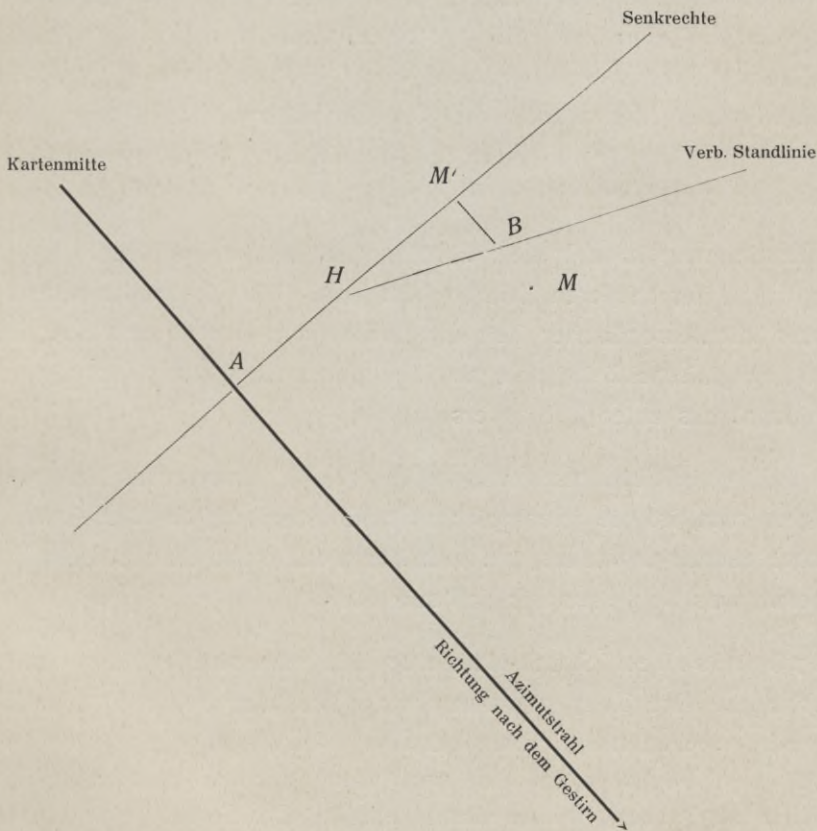 Senkrechte
Verb. Standlinie
Kartenmitte
M'
B
H
M
A
Azimutstrahl
Richtung nach dem Gestirn